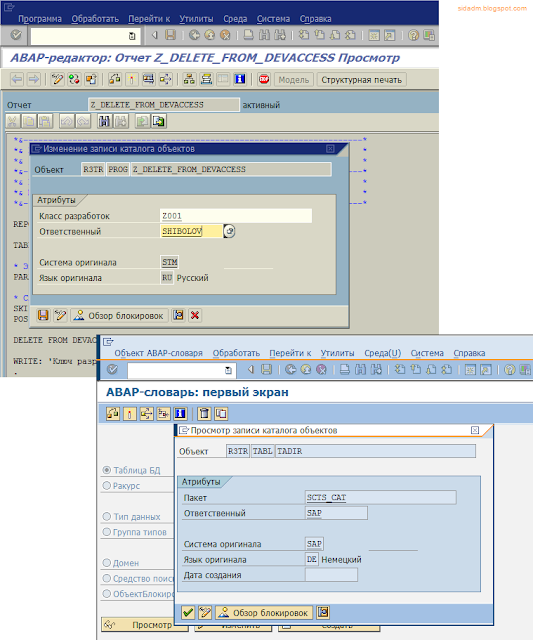 sidadm.blogspot.com
Программа Обработать Перейти к Утилиты Среда Система Справка
ABAP-редактор: Отчет Z_DELETE_FROM_DEVACCESS Просмотр
Модель Структурная печать
Отчет Z_DELETE_FROM_DEVACCESS активный
*&---------------------------------------------------------------------*
Изменение записи каталога объектов
Объект R3TR PROG Z_DELETE_FROM_DEVACCESS
Атрибуты
Класс разработок Z001
Ответственный SHIBOLOV
Система оригинала STM
Язык оригинала RU Русский
Обзор блокировок
REPO
TABL
* Э
PAR
* С
SKI
POS
DELETE FROM DEVAC
WRITE: 'Ключ разр
.
Объект ABAP-словаря Обработать Перейти к Утилиты Среда(U) Система Справка
ABAP-словарь: первый экран
Просмотр записи каталога объектов
Объект R3TR TABL TADIR
Атрибуты
Пакет SCTS_CAT
Ответственный SAP
Система оригинала SAP
Язык оригинала DE Немецкий
Дата создания
Обзор блокировок
Таблица БД
Ракурс
Тип данных
Группа типов
Домен
Средство поис
ОбъектБлокир
Просмотр Изменить Создать